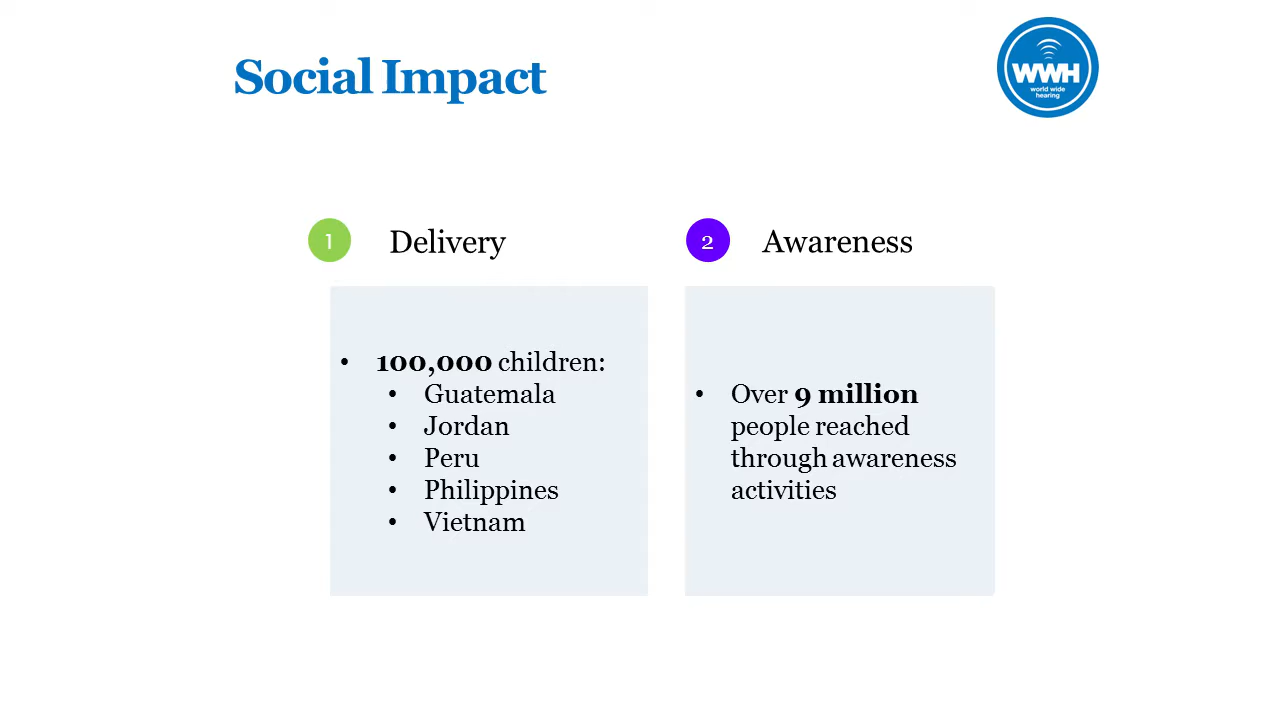 Social Impact
WWH
world wide
hearing
1 Delivery
• 100,000 children:
• Guatemala
• Jordan
• Peru
• Philippines
• Vietnam
2 Awareness
• Over 9 million
people reached
through awareness
activities